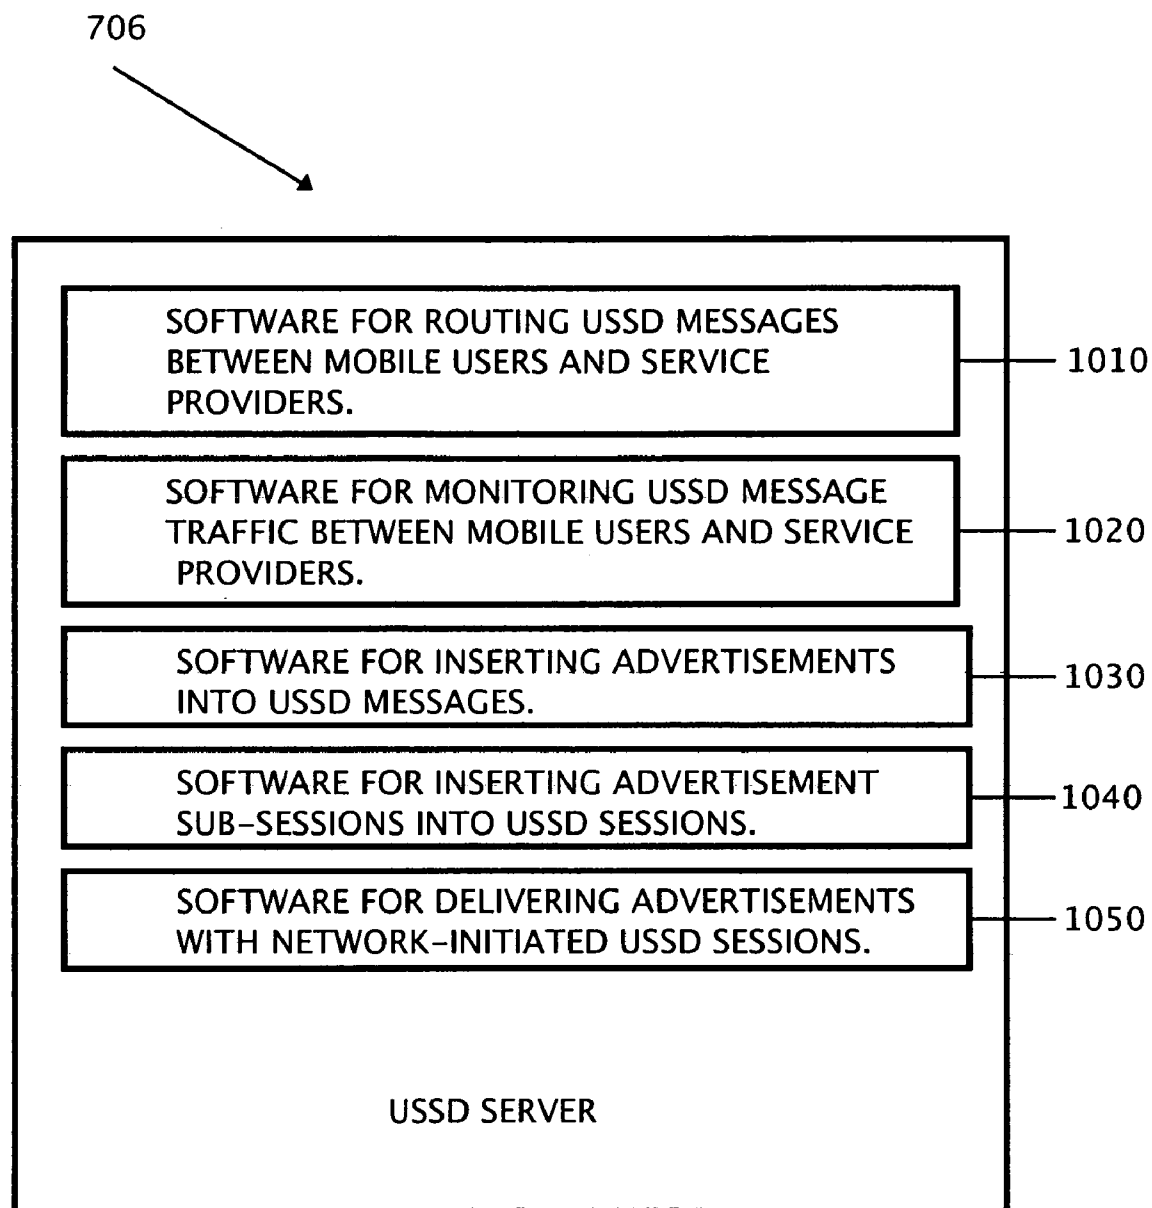 706
SOFTWARE FOR ROUTING USSD MESSAGES
BETWEEN MOBILE USERS AND SERVICE
PROVIDERS.
1010
SOFTWARE FOR MONITORING USSD MESSAGE
TRAFFIC BETWEEN MOBILE USERS AND SERVICE
PROVIDERS.
1020
SOFTWARE FOR INSERTING ADVERTISEMENTS
INTO USSD MESSAGES.
1030
SOFTWARE FOR INSERTING ADVERTISEMENT
SUB-SESSIONS INTO USSD SESSIONS.
1040
SOFTWARE FOR DELIVERING ADVERTISEMENTS
WITH NETWORK-INITIATED USSD SESSIONS.
1050
USSD SERVER